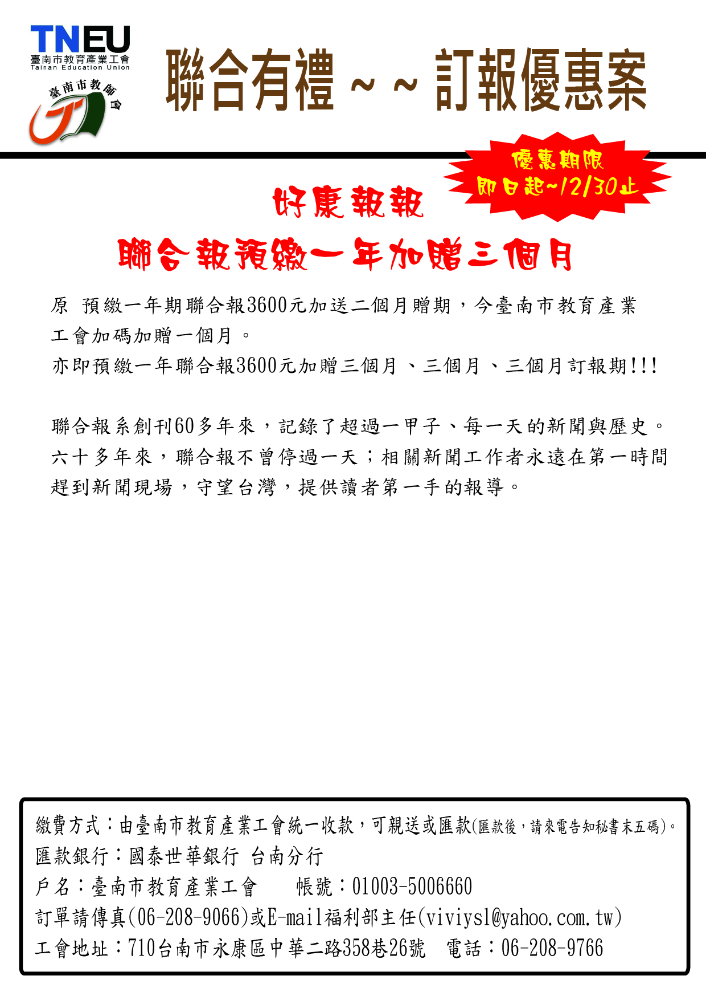 TNEU
臺南市教育產業工會
Tainan Education Union
臺南市教師會
聯合有禮~~訂報優惠案
優惠期限
即日起~12/30止
好康報報
聯合報預繳一年加贈三個月
原 預繳一年期聯合報3600元加送二個月贈期，今臺南市教育產業
工會加碼加贈一個月。
亦即預繳一年聯合報3600元加贈三個月、三個月、三個月訂報期!!!
聯合報系創刊60多年來，記錄了超過一甲子、每一天的新聞與歷史。
六十多年來，聯合報不曾停過一天；相關新聞工作者永遠在第一時間
趕到新聞現場，守望台灣，提供讀者第一手的報導。
繳費方式：由臺南市教育產業工會統一收款，可親送或匯款(匯款後，請來電告知秘書末五碼)。
匯款銀行：國泰世華銀行 台南分行
戶名：臺南市教育產業工會 帳號：01003-5006660
訂單請傳真(06-208-9066)或E-mail福利部主任(viviysl@yahoo.com.tw)
工會地址：710台南市永康區中華二路358巷26號 電話：06-208-9766